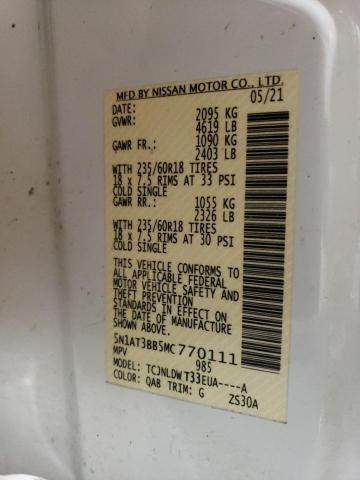 MFD BY NISSAN MOTOR CO., LTD.
DATE: 05/21
GVWR: 2095 KG
4619 LB
GAWR FR.: 1090 KG
2403 LB
WITH 235/60R18 TIRES
18 x 7.5 RIMS AT 33 PSI
COLD SINGLE
GAWR RR.: 1055 KG
2326 LB
WITH 235/60R18 TIRES
18 x 7.5 RIMS AT 30 PSI
COLD SINGLE
THIS VEHICLE CONFORMS TO
ALL APPLICABLE FEDERAL
MOTOR VEHICLE SAFETY AND
THEFT PREVENTION
STANDARDS IN EFFECT ON
THE DATE OF MANUFACTURE
5N1AT3BB5MC770111
MPV 985
MODEL: TCJNLDWT33EUA----A
COLOR: QAB TRIM: G ZS30A